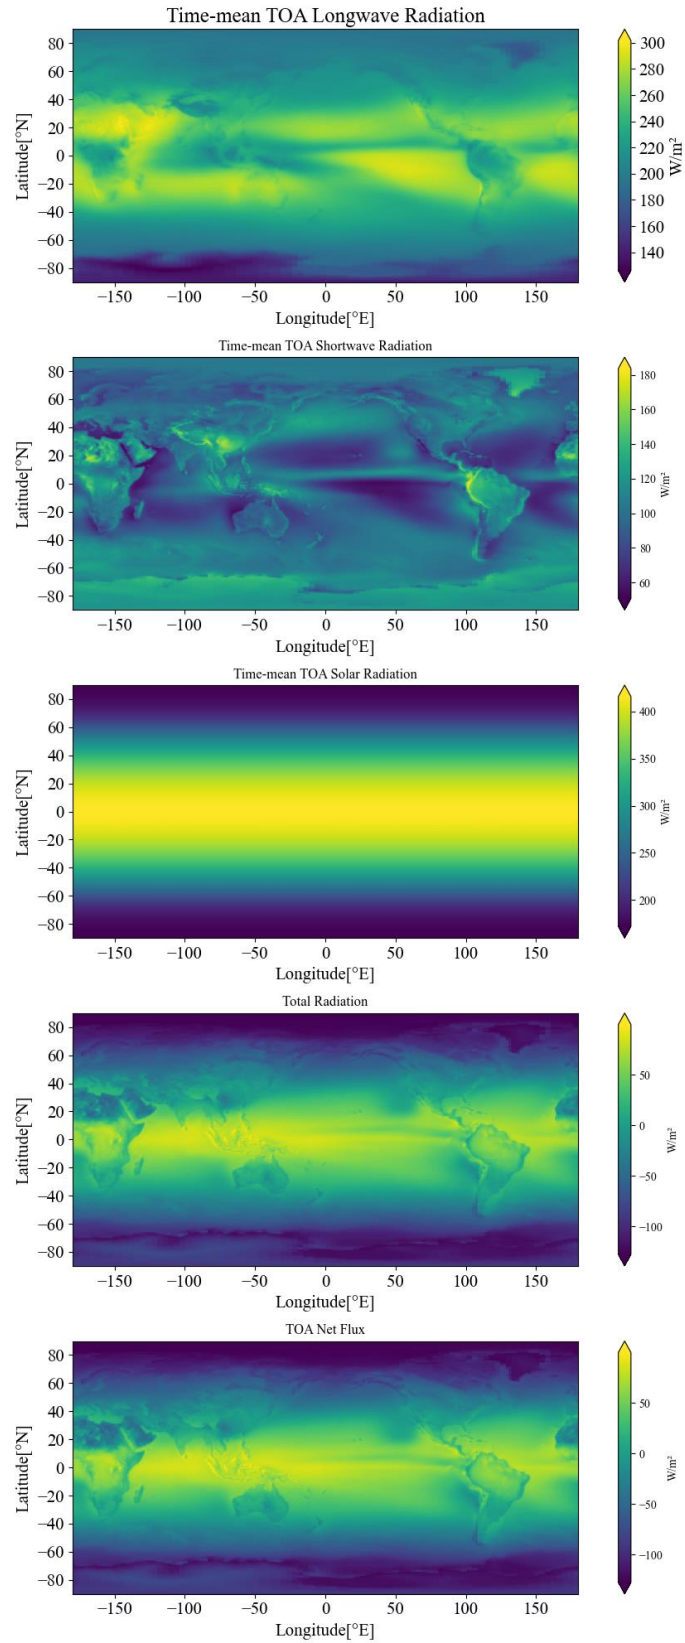 Time-mean TOA Longwave Radiation
80
60
40
20
0
−20
−40
−60
−80
Latitude[°N]
−150 −100 −50 0 50 100 150
Longitude[°E]
300
280
260
240
220
200
180
160
140
W/m²
Time-mean TOA Shortwave Radiation
80
60
40
20
0
−20
−40
−60
−80
Latitude[°N]
−150 −100 −50 0 50 100 150
Longitude[°E]
180
160
140
120
100
80
60
W/m²
Time-mean TOA Solar Radiation
80
60
40
20
0
−20
−40
−60
−80
Latitude[°N]
−150 −100 −50 0 50 100 150
Longitude[°E]
400
350
300
250
200
W/m²
Total Radiation
80
60
40
20
0
−20
−40
−60
−80
Latitude[°N]
−150 −100 −50 0 50 100 150
Longitude[°E]
50
0
−50
−100
W/m²
TOA Net Flux
80
60
40
20
0
−20
−40
−60
−80
Latitude[°N]
−150 −100 −50 0 50 100 150
Longitude[°E]
50
0
−50
−100
W/m²